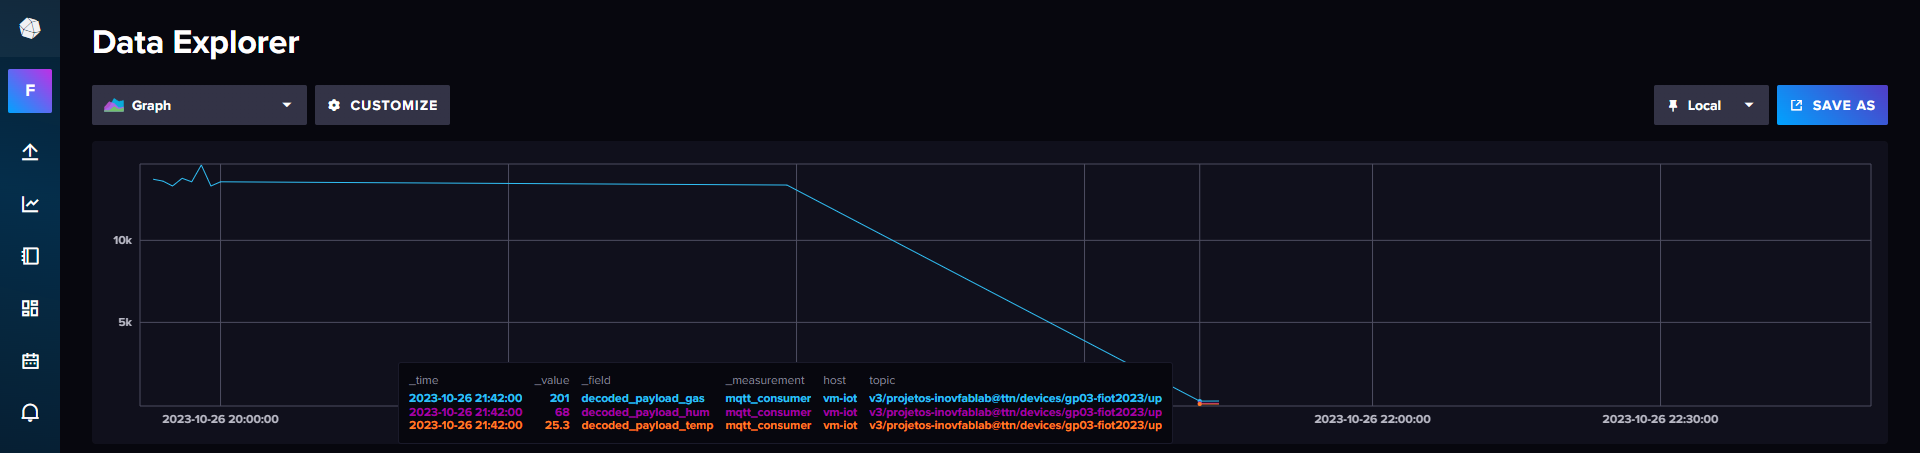 Data Explorer
F
Graph
CUSTOMIZE
Local
SAVE AS
10k
5k
_time _value _field _measurement host topic
2023-10-26 21:42:00 201 decoded_payload_gas mqtt_consumer vm-iot v3/projetos-inovfablab@ttn/devices/gp03-fiot2023/up
2023-10-26 21:42:00 68 decoded_payload_hum mqtt_consumer vm-iot v3/projetos-inovfablab@ttn/devices/gp03-fiot2023/up
2023-10-26 21:42:00 25.3 decoded_payload_temp mqtt_consumer vm-iot v3/projetos-inovfablab@ttn/devices/gp03-fiot2023/up
2023-10-26 20:00:00 2023-10-26 22:00:00 2023-10-26 22:30:00